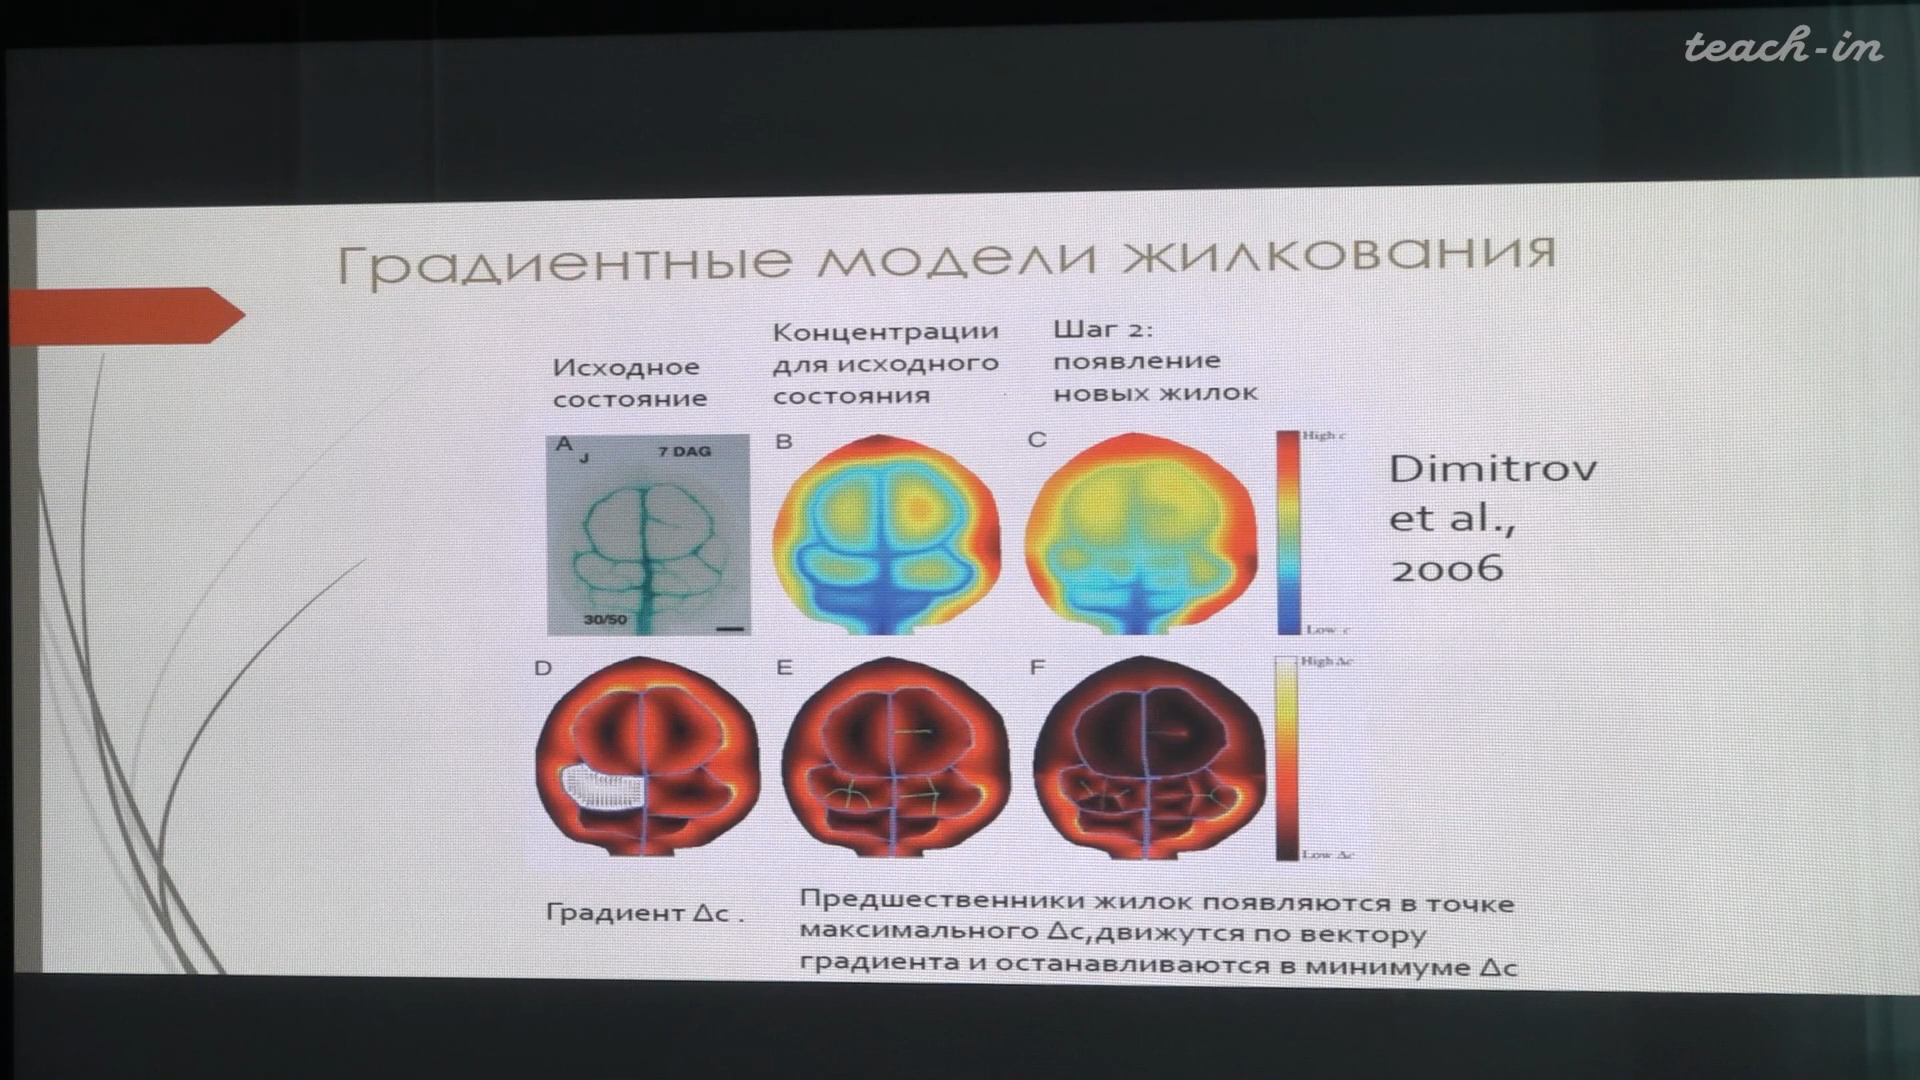 teach-in
Градиентные модели жилкования
Исходное
состояние
Концентрации
для исходного
состояния
Шаг 2:
появление
новых жилок
A
J
7 DAG
30/50
B
C
High c
Low c
Dimitrov
et al.,
2006
D
E
F
High Δc
Low Δc
Градиент Δc .
Предшественники жилок появляются в точке
максимального Δc,движутся по вектору
градиента и останавливаются в минимуме Δc